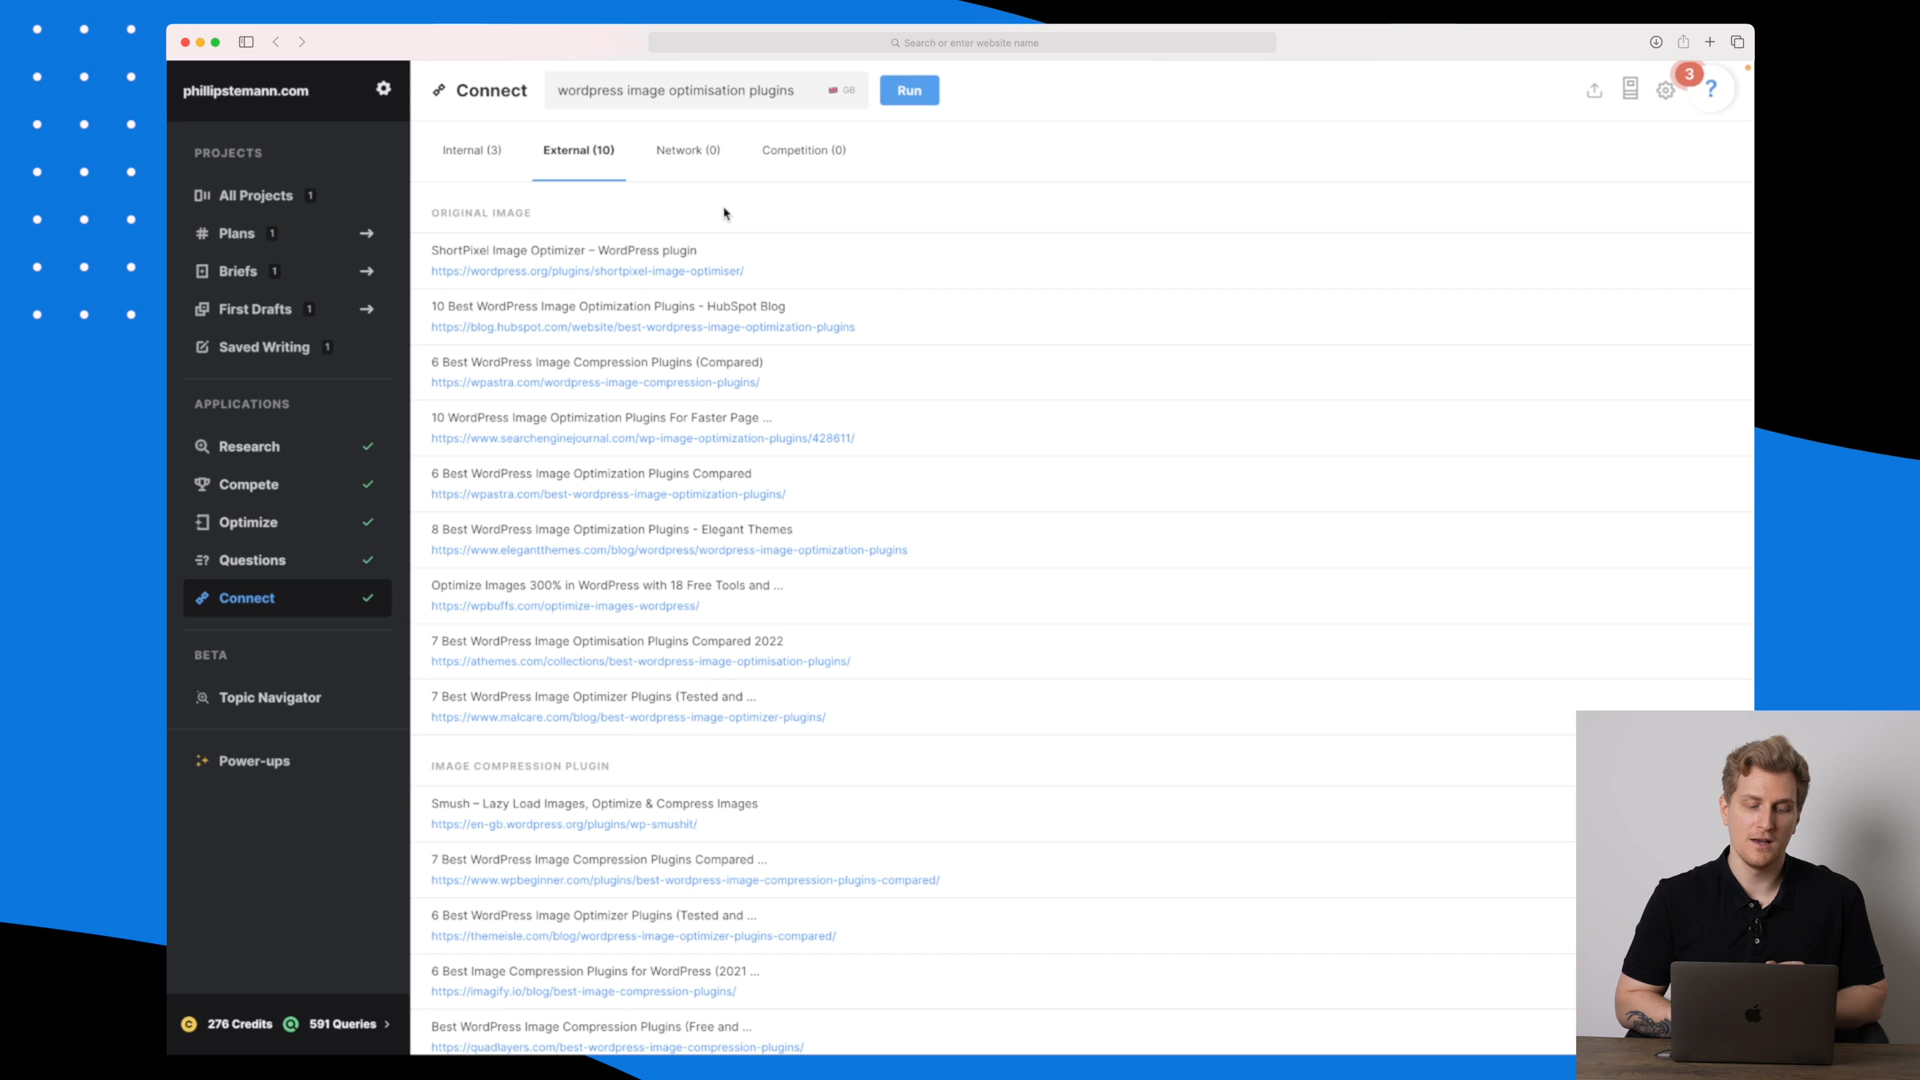 Search or enter website name
phillipstemann.com
PROJECTS
All Projects 1
Plans 1
Briefs 1
First Drafts 1
Saved Writing 1
APPLICATIONS
Research
Compete
Optimize
Questions
Connect
BETA
Topic Navigator
Power-ups
276 Credits 591 Queries
Connect wordpress image optimisation plugins GB Run 3 ?
Internal (3) External (10) Network (0) Competition (0)
ORIGINAL IMAGE
ShortPixel Image Optimizer – WordPress plugin
https://wordpress.org/plugins/shortpixel-image-optimiser/
10 Best WordPress Image Optimization Plugins - HubSpot Blog
https://blog.hubspot.com/website/best-wordpress-image-optimization-plugins
6 Best WordPress Image Compression Plugins (Compared)
https://wpastra.com/wordpress-image-compression-plugins/
10 WordPress Image Optimization Plugins For Faster Page ...
https://www.searchenginejournal.com/wp-image-optimization-plugins/428611/
6 Best WordPress Image Optimization Plugins Compared
https://wpastra.com/best-wordpress-image-optimization-plugins/
8 Best WordPress Image Optimization Plugins - Elegant Themes
https://www.elegantthemes.com/blog/wordpress/wordpress-image-optimization-plugins
Optimize Images 300% in WordPress with 18 Free Tools and ...
https://wpbuffs.com/optimize-images-wordpress/
7 Best WordPress Image Optimisation Plugins Compared 2022
https://athemes.com/collections/best-wordpress-image-optimisation-plugins/
7 Best WordPress Image Optimizer Plugins (Tested and ...
https://www.malcare.com/blog/best-wordpress-image-optimizer-plugins/
IMAGE COMPRESSION PLUGIN
Smush – Lazy Load Images, Optimize & Compress Images
https://en-gb.wordpress.org/plugins/wp-smushit/
7 Best WordPress Image Compression Plugins Compared ...
https://www.wpbeginner.com/plugins/best-wordpress-image-compression-plugins-compared/
6 Best WordPress Image Optimizer Plugins (Tested and ...
https://themeisle.com/blog/wordpress-image-optimizer-plugins-compared/
6 Best Image Compression Plugins for WordPress (2021 ...
https://imagify.io/blog/best-image-compression-plugins/
Best WordPress Image Compression Plugins (Free and ...
https://quadlayers.com/best-wordpress-image-compression-plugins/